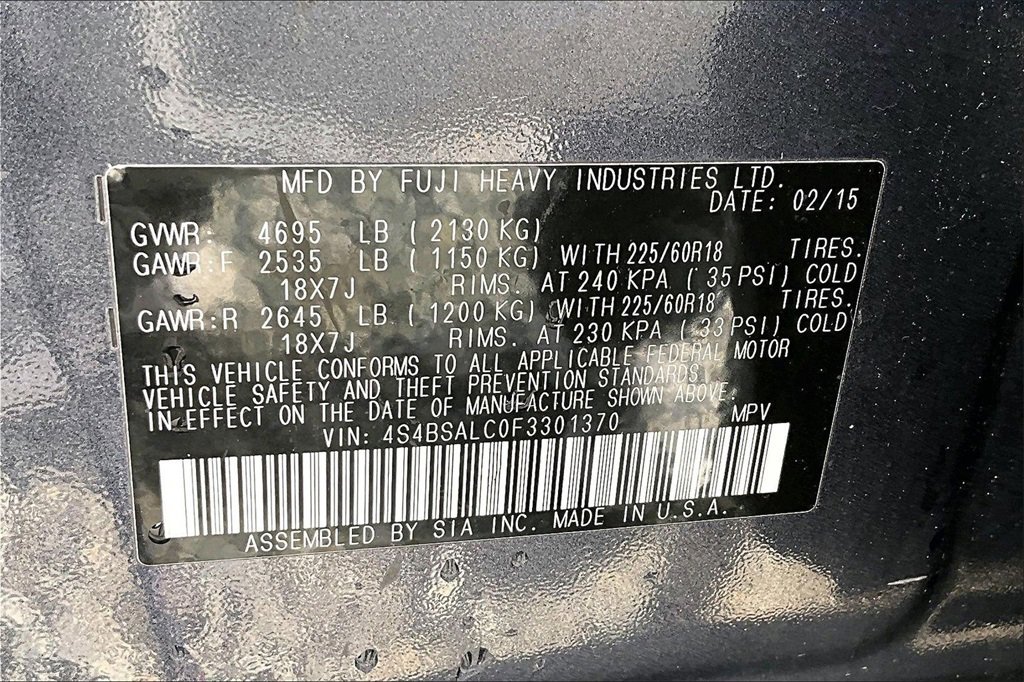 MFD BY FUJI HEAVY INDUSTRIES LTD.
DATE: 02/15
GVWR: 4695 LB ( 2130 KG)
GAWR:F 2535 LB ( 1150 KG) WITH 225/60R18 TIRES.
18X7J RIMS. AT 240 KPA ( 35 PSI) COLD
GAWR:R 2645 LB ( 1200 KG) WITH 225/60R18 TIRES.
18X7J RIMS. AT 230 KPA ( 33 PSI) COLD
THIS VEHICLE CONFORMS TO ALL APPLICABLE FEDERAL MOTOR
VEHICLE SAFETY AND THEFT PREVENTION STANDARDS
IN EFFECT ON THE DATE OF MANUFACTURE SHOWN ABOVE.
VIN: 4S4BSALC0F3301370 MPV
ASSEMBLED BY SIA INC. MADE IN U.S.A.